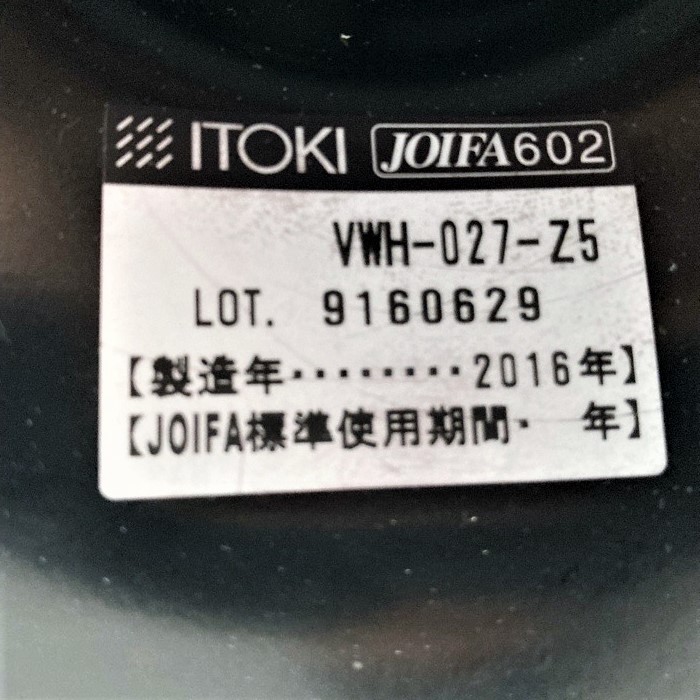 ITOKI JOIFA602
VWH-027-Z5
LOT. 9160629
【製造年········2016年】
【JOIFA標準使用期間· 年】